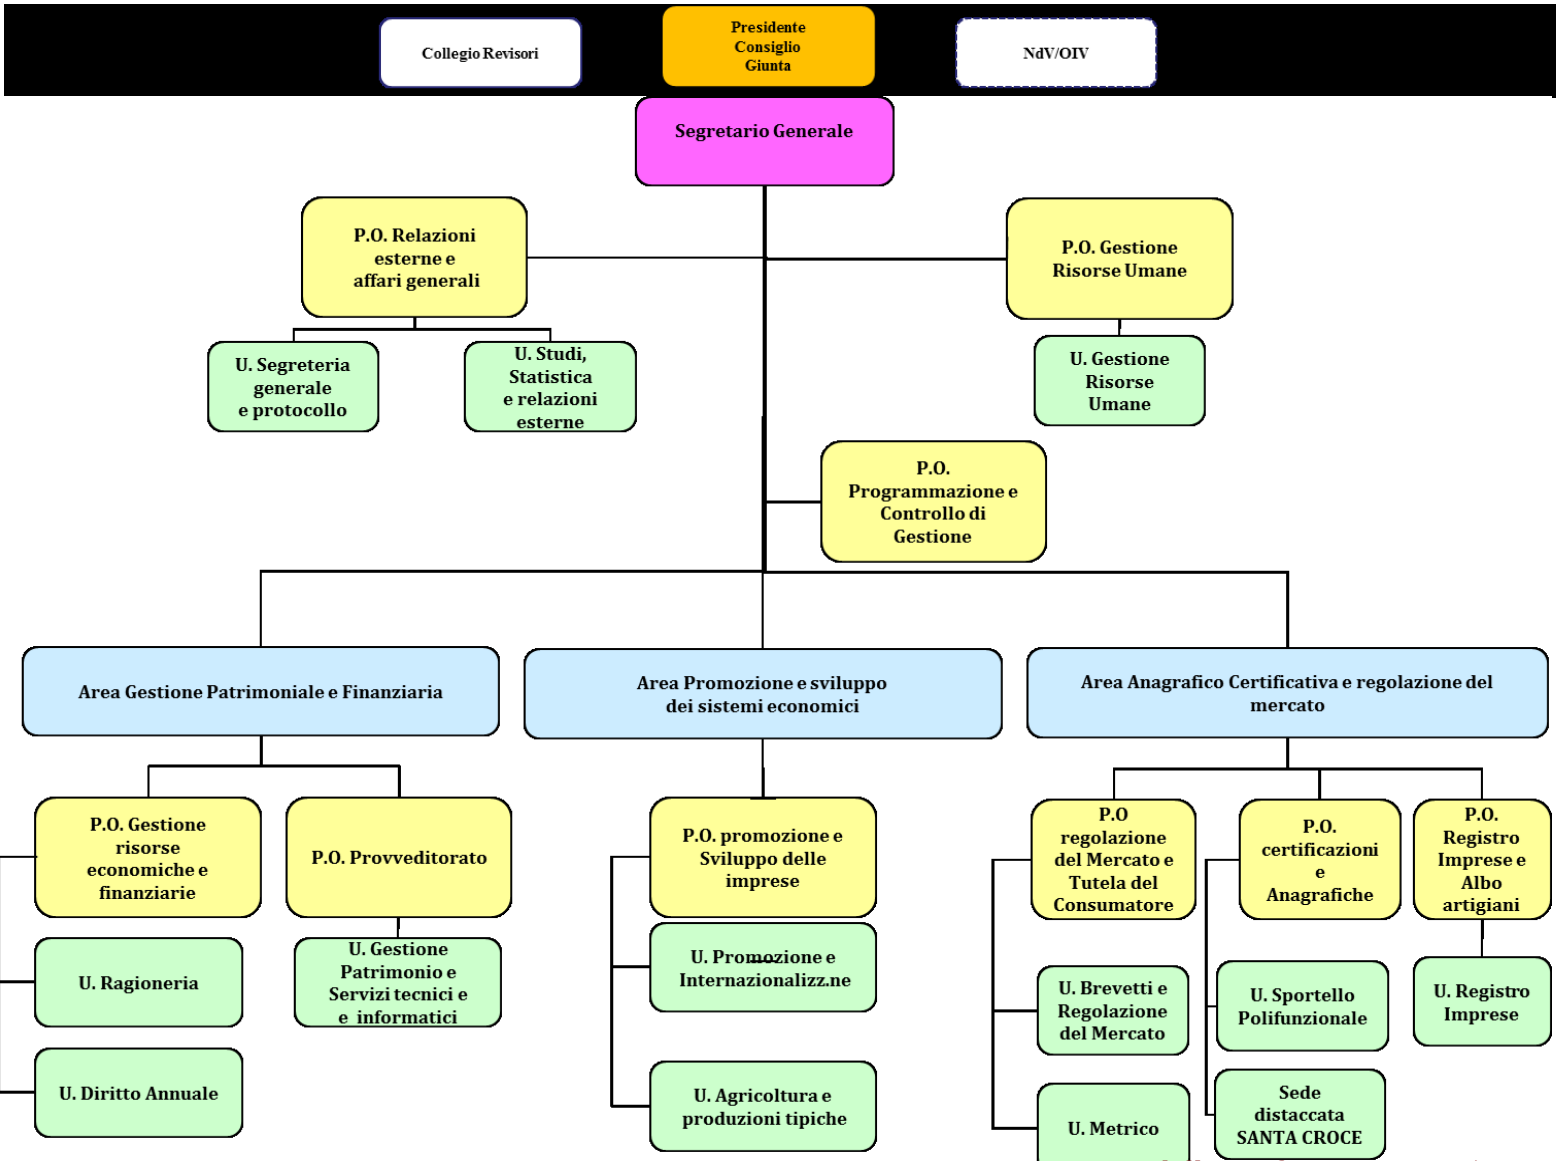 Collegio Revisori
Presidente
Consiglio
Giunta
NdV/OIV
Segretario Generale
P.O. Relazioni
esterne e
affari generali
P.O. Gestione
Risorse Umane
U. Segreteria
generale
e protocollo
U. Studi,
Statistica
e relazioni
esterne
U. Gestione
Risorse
Umane
P.O.
Programmazione e
Controllo di
Gestione
Area Gestione Patrimoniale e Finanziaria
Area Promozione e sviluppo
dei sistemi economici
Area Anagrafico Certificativa e regolazione del
mercato
P.O. Gestione
risorse
economiche e
finanziarie
P.O. Provveditorato
P.O. promozione e
Sviluppo delle
imprese
P.O
regolazione
del Mercato e
Tutela del
Consumatore
P.O.
certificazioni
e
Anagrafiche
P.O.
Registro
Imprese e
Albo
artigiani
U. Ragioneria
U. Gestione
Patrimonio e
Servizi tecnici e
e informatici
U. Promozione e
Internazionalizz.ne
U. Brevetti e
Regolazione
del Mercato
U. Sportello
Polifunzionale
U. Registro
Imprese
U. Diritto Annuale
U. Agricoltura e
produzioni tipiche
U. Metrico
Sede
distaccata
SANTA CROCE